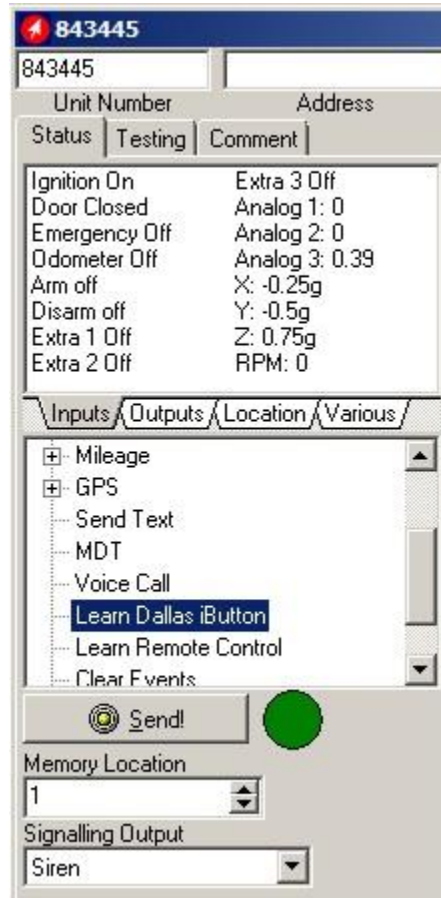 843445
843445
Unit Number Address
Status Testing Comment
Ignition On Extra 3 Off
Door Closed Analog 1: 0
Emergency Off Analog 2: 0
Odometer Off Analog 3: 0.39
Arm off X: -0.25g
Disarm off Y: -0.5g
Extra 1 Off Z: 0.75g
Extra 2 Off RPM: 0
Inputs Outputs Location Various
Mileage
GPS
Send Text
MDT
Voice Call
Learn Dallas iButton
Learn Remote Control
Clear Events
Send!
Memory Location
1
Signalling Output
Siren